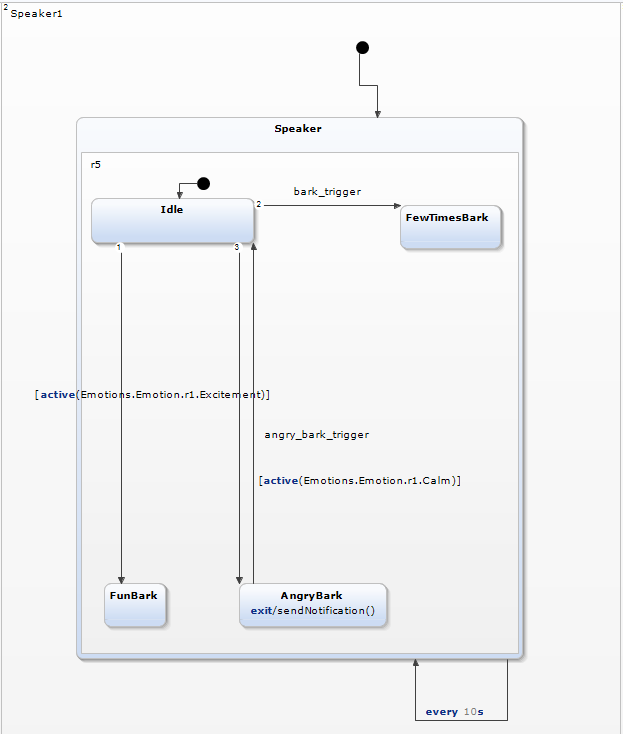 2
Speaker1
Speaker
r5
Idle
2
bark_trigger
FewTimesBark
1
3
[active(Emotions.Emotion.r1.Excitement)]
angry_bark_trigger
[active(Emotions.Emotion.r1.Calm)]
FunBark
AngryBark
exit/sendNotification()
every 10s